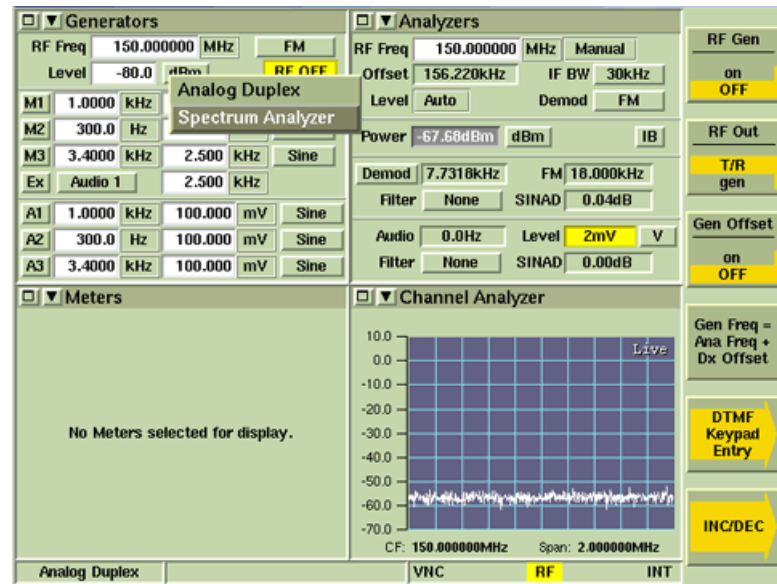 Generators
RF Freq 150.000000 MHz FM
Level -80.0 dBm RF OFF
Analog Duplex
Spectrum Analyzer
M1 1.0000 kHz
M2 300.0 Hz
M3 3.4000 kHz 2.500 kHz Sine
Ex Audio 1 2.500 kHz
A1 1.0000 kHz 100.000 mV Sine
A2 300.0 Hz 100.000 mV Sine
A3 3.4000 kHz 100.000 mV Sine
Analyzers
RF Freq 150.000000 MHz Manual
Offset 156.220kHz IF BW 30kHz
Level Auto Demod FM
Power -67.68dBm dBm IB
Demod 7.7318kHz FM 18.000kHz
Filter None SINAD 0.04dB
Audio 0.0Hz Level 2mV V
Filter None SINAD 0.00dB
Meters
No Meters selected for display.
Channel Analyzer
Live
10.0
0.0
-10.0
-20.0
-30.0
-40.0
-50.0
-60.0
-70.0
CF: 150.000000MHz Span: 2.000000MHz
RF Gen
on
OFF
RF Out
T/R
gen
Gen Offset
on
OFF
Gen Freq =
Ana Freq +
Dx Offset
DTMF
Keypad
Entry
INC/DEC
Analog Duplex VNC RF INT